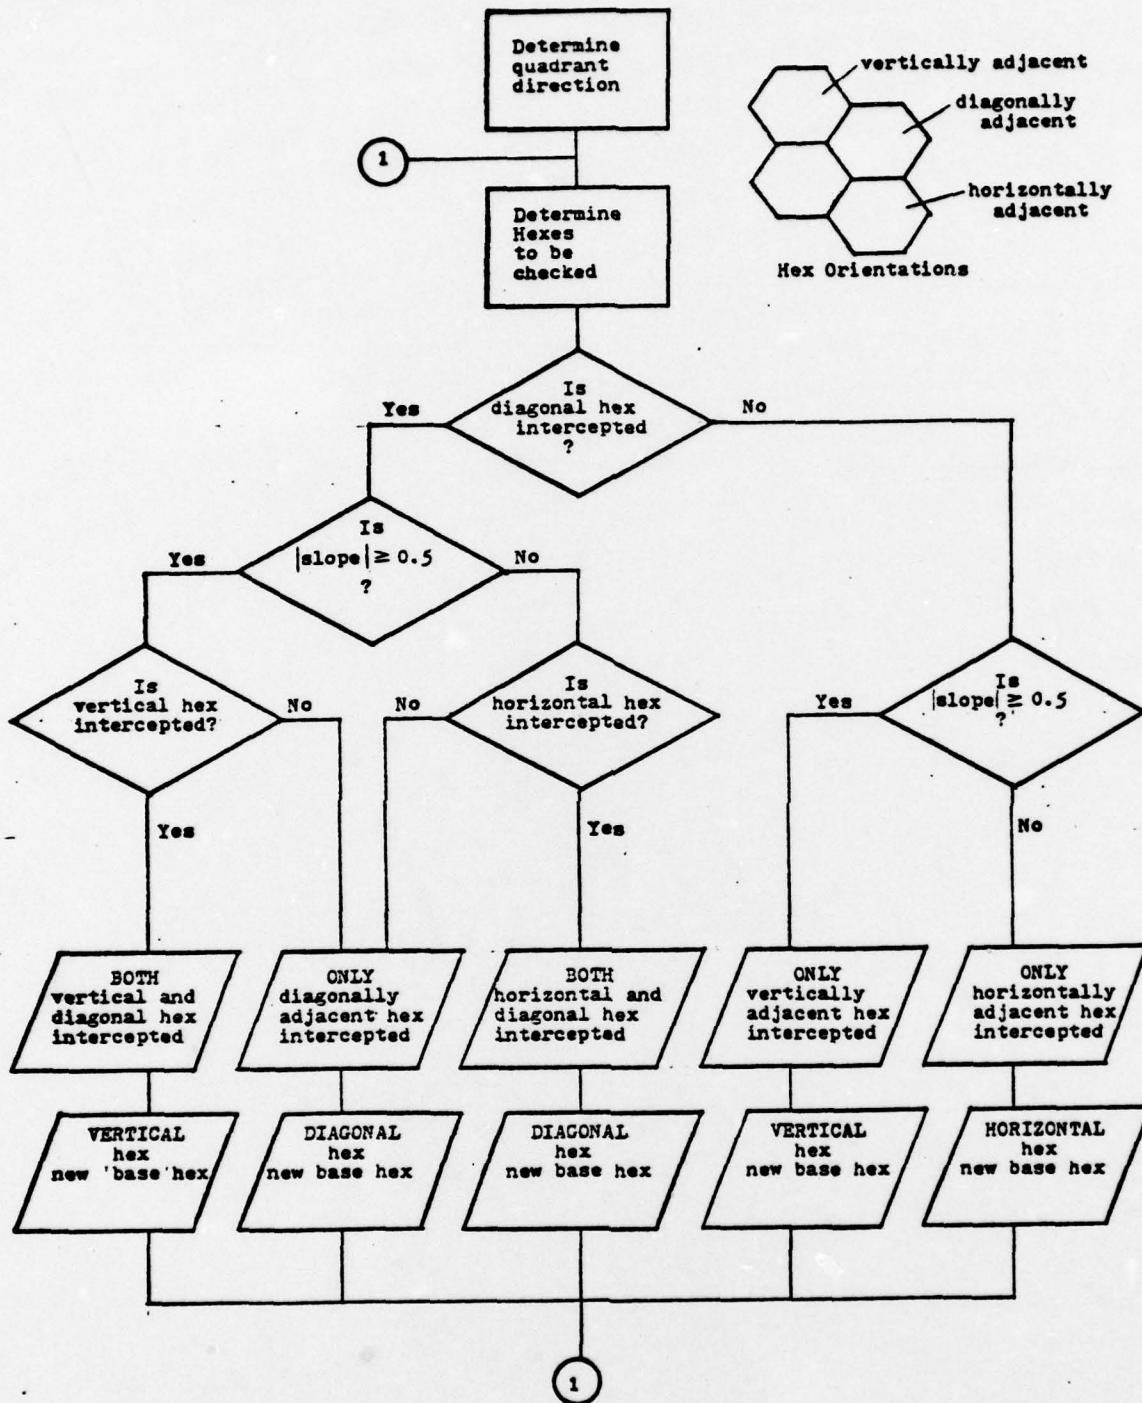 Determine
quadrant
direction
vertically adjacent
diagonally
adjacent
horizontally
adjacent
Hex Orientations
1
Determine
Hexes
to be
checked
Is
diagonal hex
intercepted
?
Yes
No
Is
|slope| ≥ 0.5
?
Yes
No
Is
vertical hex
intercepted?
No
Yes
Is
horizontal hex
intercepted?
No
Yes
Is
|slope| ≥ 0.5
?
Yes
No
BOTH
vertical and
diagonal hex
intercepted
ONLY
diagonally
adjacent hex
intercepted
BOTH
horizontal and
diagonal hex
intercepted
ONLY
vertically
adjacent hex
intercepted
ONLY
horizontally
adjacent hex
intercepted
VERTICAL
hex
new 'base' hex
DIAGONAL
hex
new base hex
DIAGONAL
hex
new base hex
VERTICAL
hex
new base hex
HORIZONTAL
hex
new base hex
1